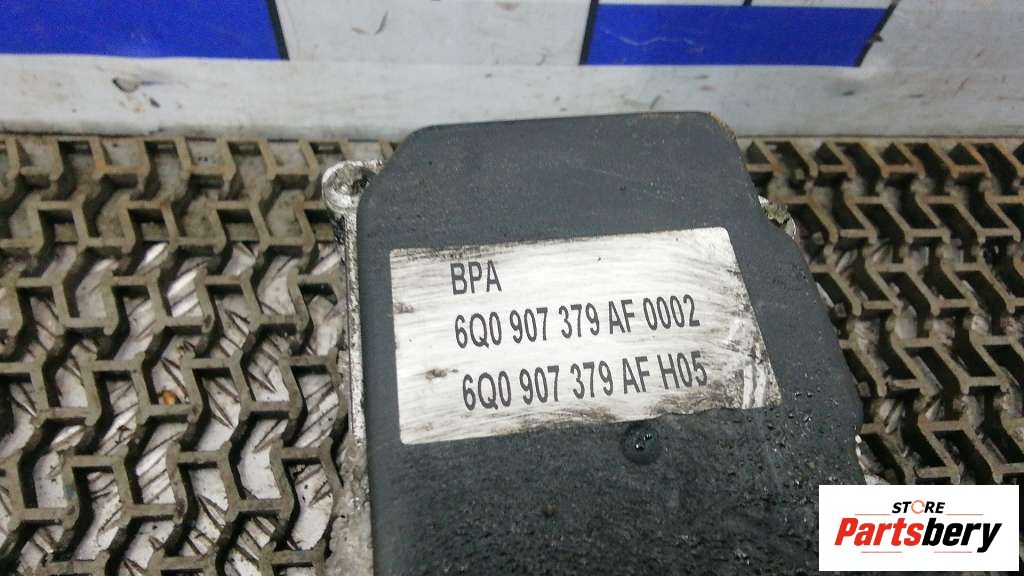 BPA
6Q0 907 379 AF 0002
6Q0 907 379 AF H05
STORE
Partsbery